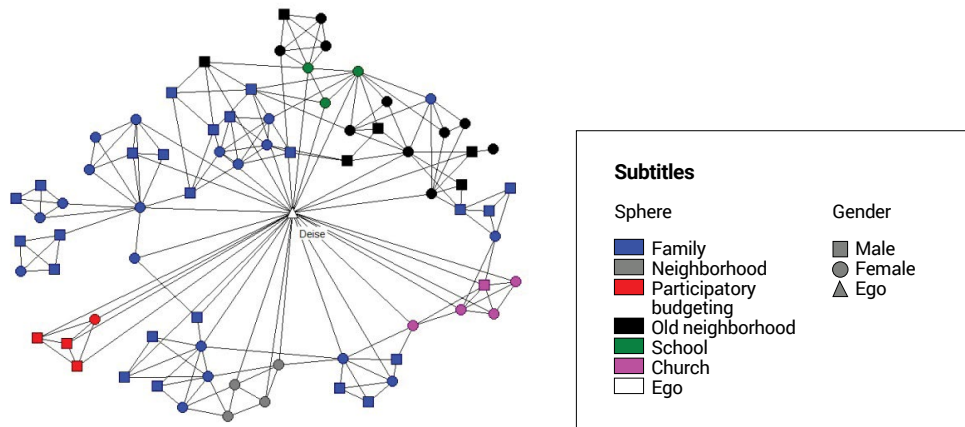 Deise
Subtitles
Sphere
Gender
Family
Neighborhood
Participatory
budgeting
Old neighborhood
School
Church
Ego
Male
Female
Ego